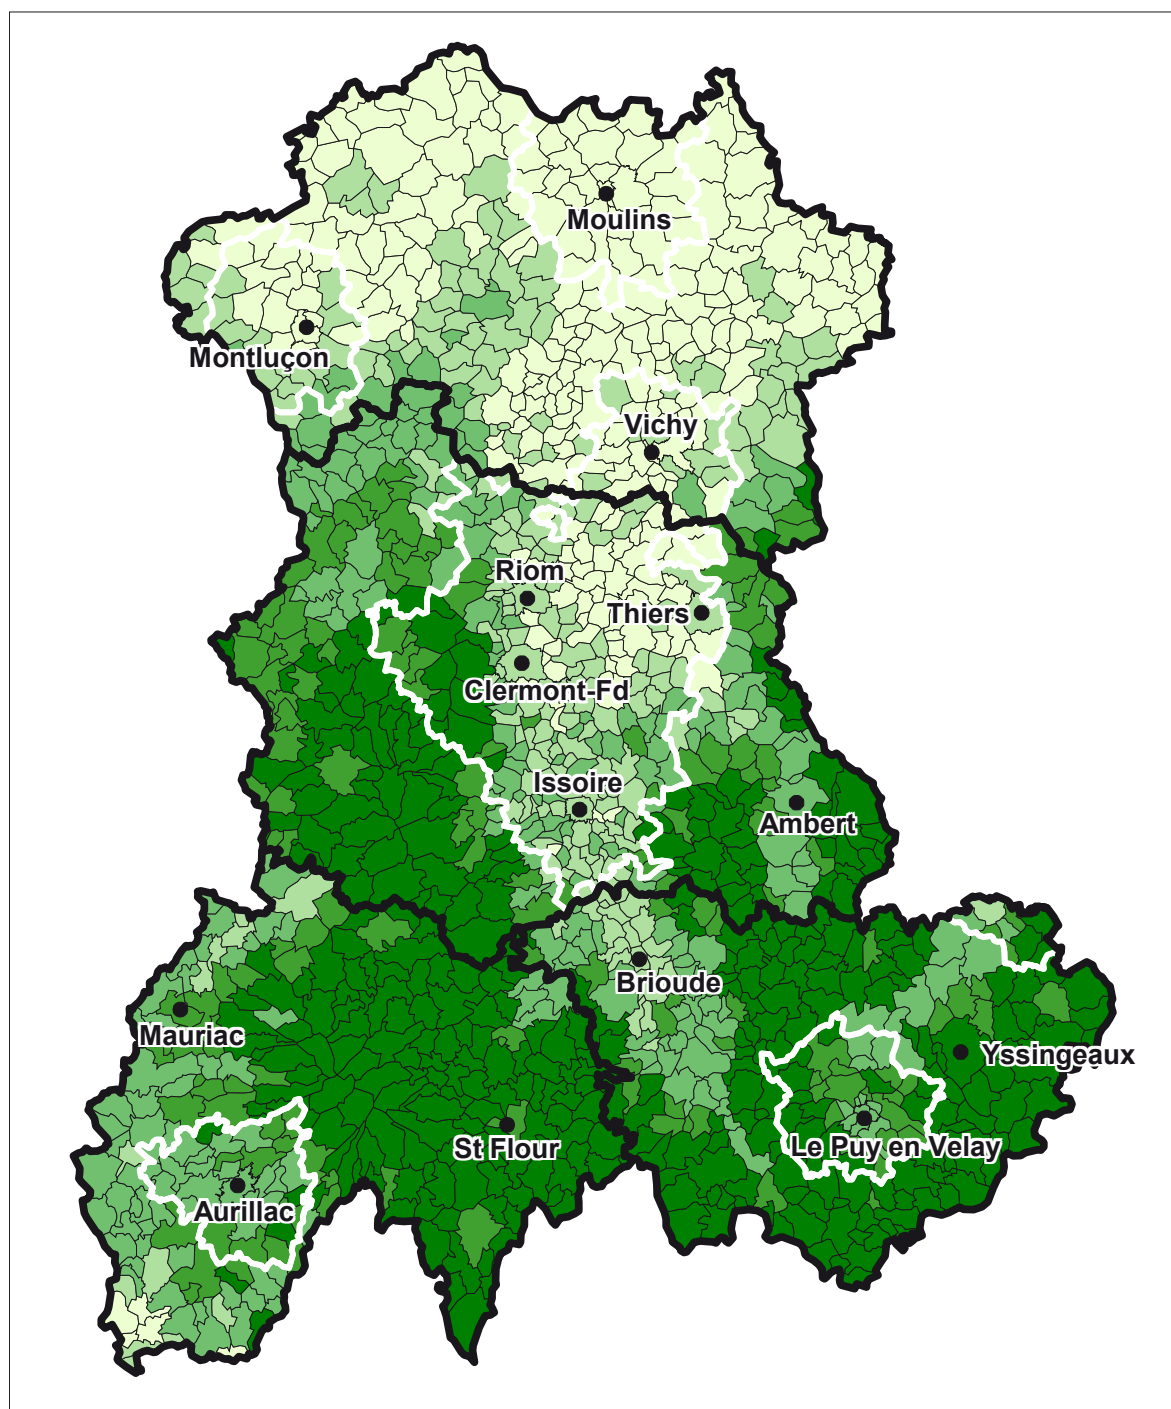 Moulins
Montluçon
Vichy
Riom
Thiers
Clermont-Fd
Issoire
Ambert
Brioude
Mauriac
Yssingeaux
St Flour
Le Puy en Velay
Aurillac